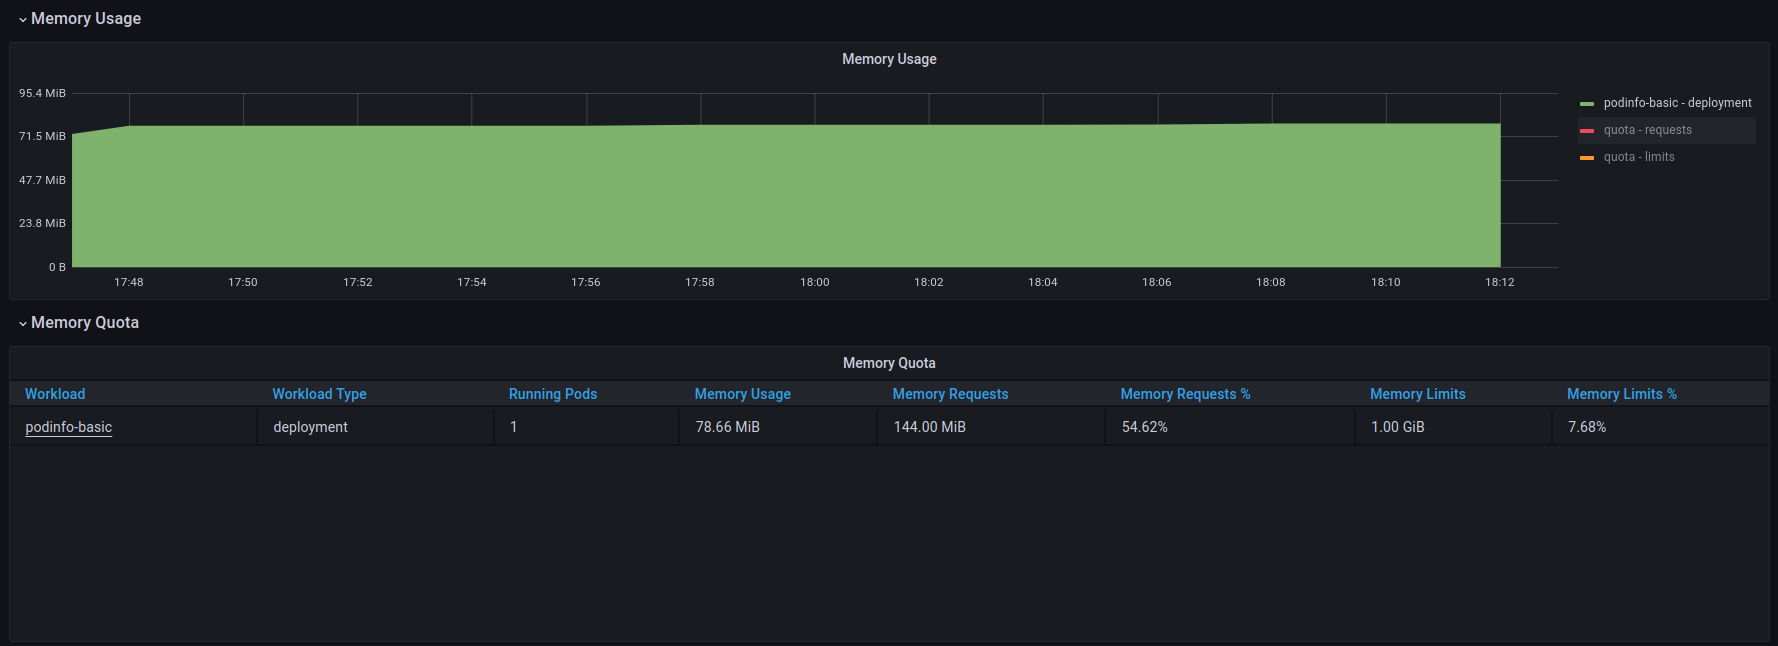 Memory Usage
Memory Usage
95.4 MiB
71.5 MiB
47.7 MiB
23.8 MiB
0 B
17:48 17:50 17:52 17:54 17:56 17:58 18:00 18:02 18:04 18:06 18:08 18:10 18:12
podinfo-basic - deployment
quota - requests
quota - limits
Memory Quota
Memory Quota
Workload Workload Type Running Pods Memory Usage Memory Requests Memory Requests % Memory Limits Memory Limits %
podinfo-basic deployment 1 78.66 MiB 144.00 MiB 54.62% 1.00 GiB 7.68%